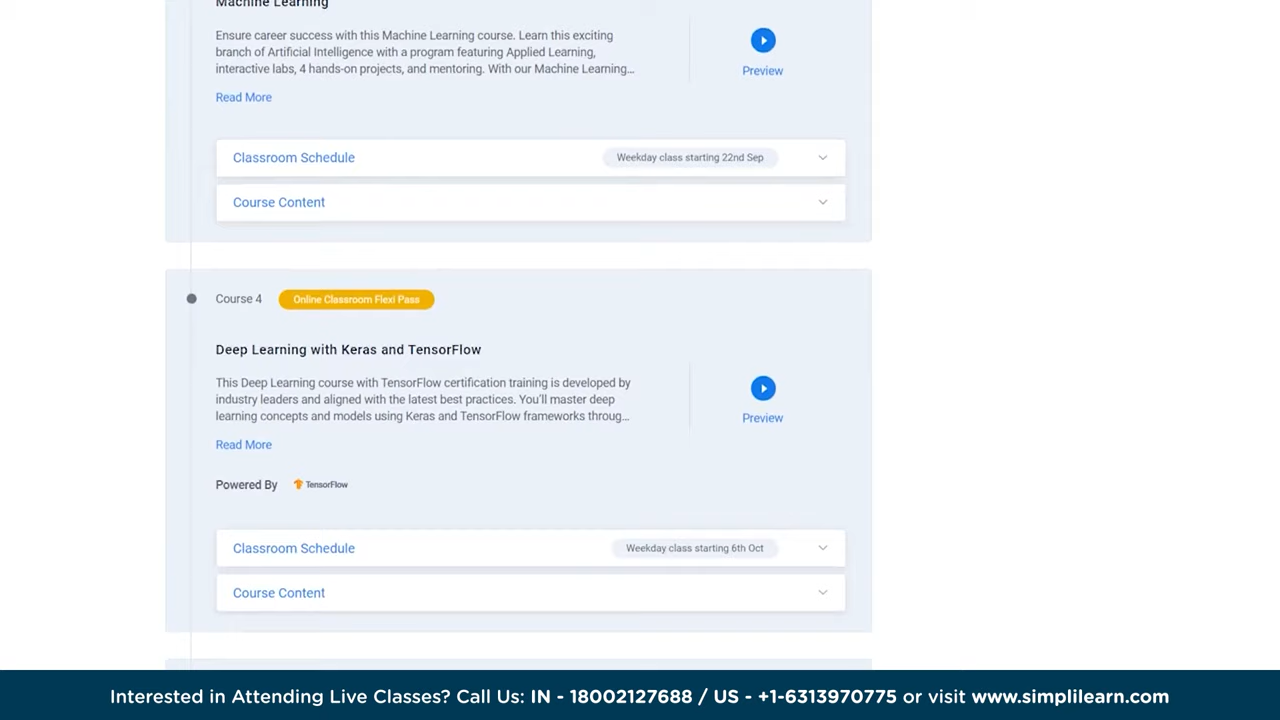 Machine Learning
Ensure career success with this Machine Learning course. Learn this exciting
branch of Artificial Intelligence with a program featuring Applied Learning,
interactive labs, 4 hands-on projects, and mentoring. With our Machine Learning...
Preview
Read More
Classroom Schedule
Weekday class starting 22nd Sep
Course Content
Course 4
Online Classroom Flexi Pass
Deep Learning with Keras and TensorFlow
This Deep Learning course with TensorFlow certification training is developed by
industry leaders and aligned with the latest best practices. You'll master deep
learning concepts and models using Keras and TensorFlow frameworks throug...
Preview
Read More
Powered By
TensorFlow
Classroom Schedule
Weekday class starting 6th Oct
Course Content
Interested in Attending Live Classes? Call Us: IN - 18002127688 / US - +1-6313970775 or visit www.simplilearn.com